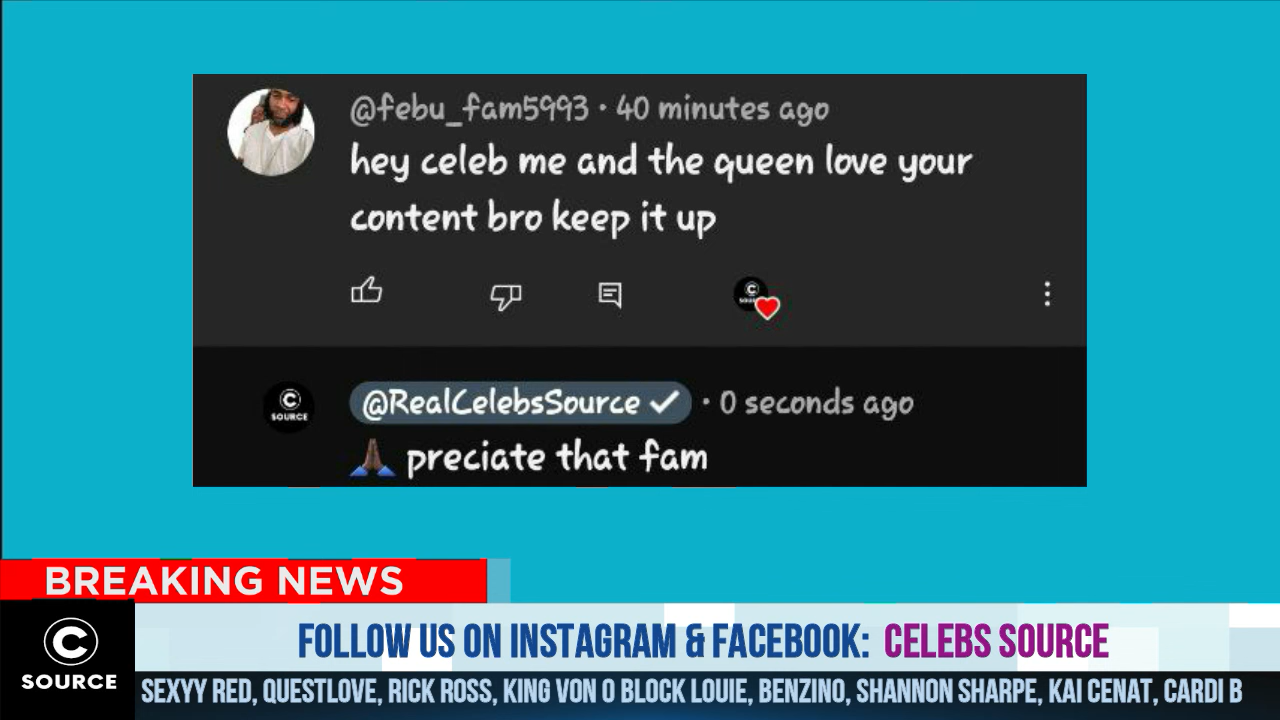 @febu_fam5993 · 40 minutes ago
hey celeb me and the queen love your
content bro keep it up
C
SOURCE
@RealCelebsSource ✓ · 0 seconds ago
🙏🏿 preciate that fam
BREAKING NEWS
C
SOURCE
FOLLOW US ON INSTAGRAM & FACEBOOK: CELEBS SOURCE
SEXYY RED, QUESTLOVE, RICK ROSS, KING VON O BLOCK LOUIE, BENZINO, SHANNON SHARPE, KAI CENAT, CARDI B